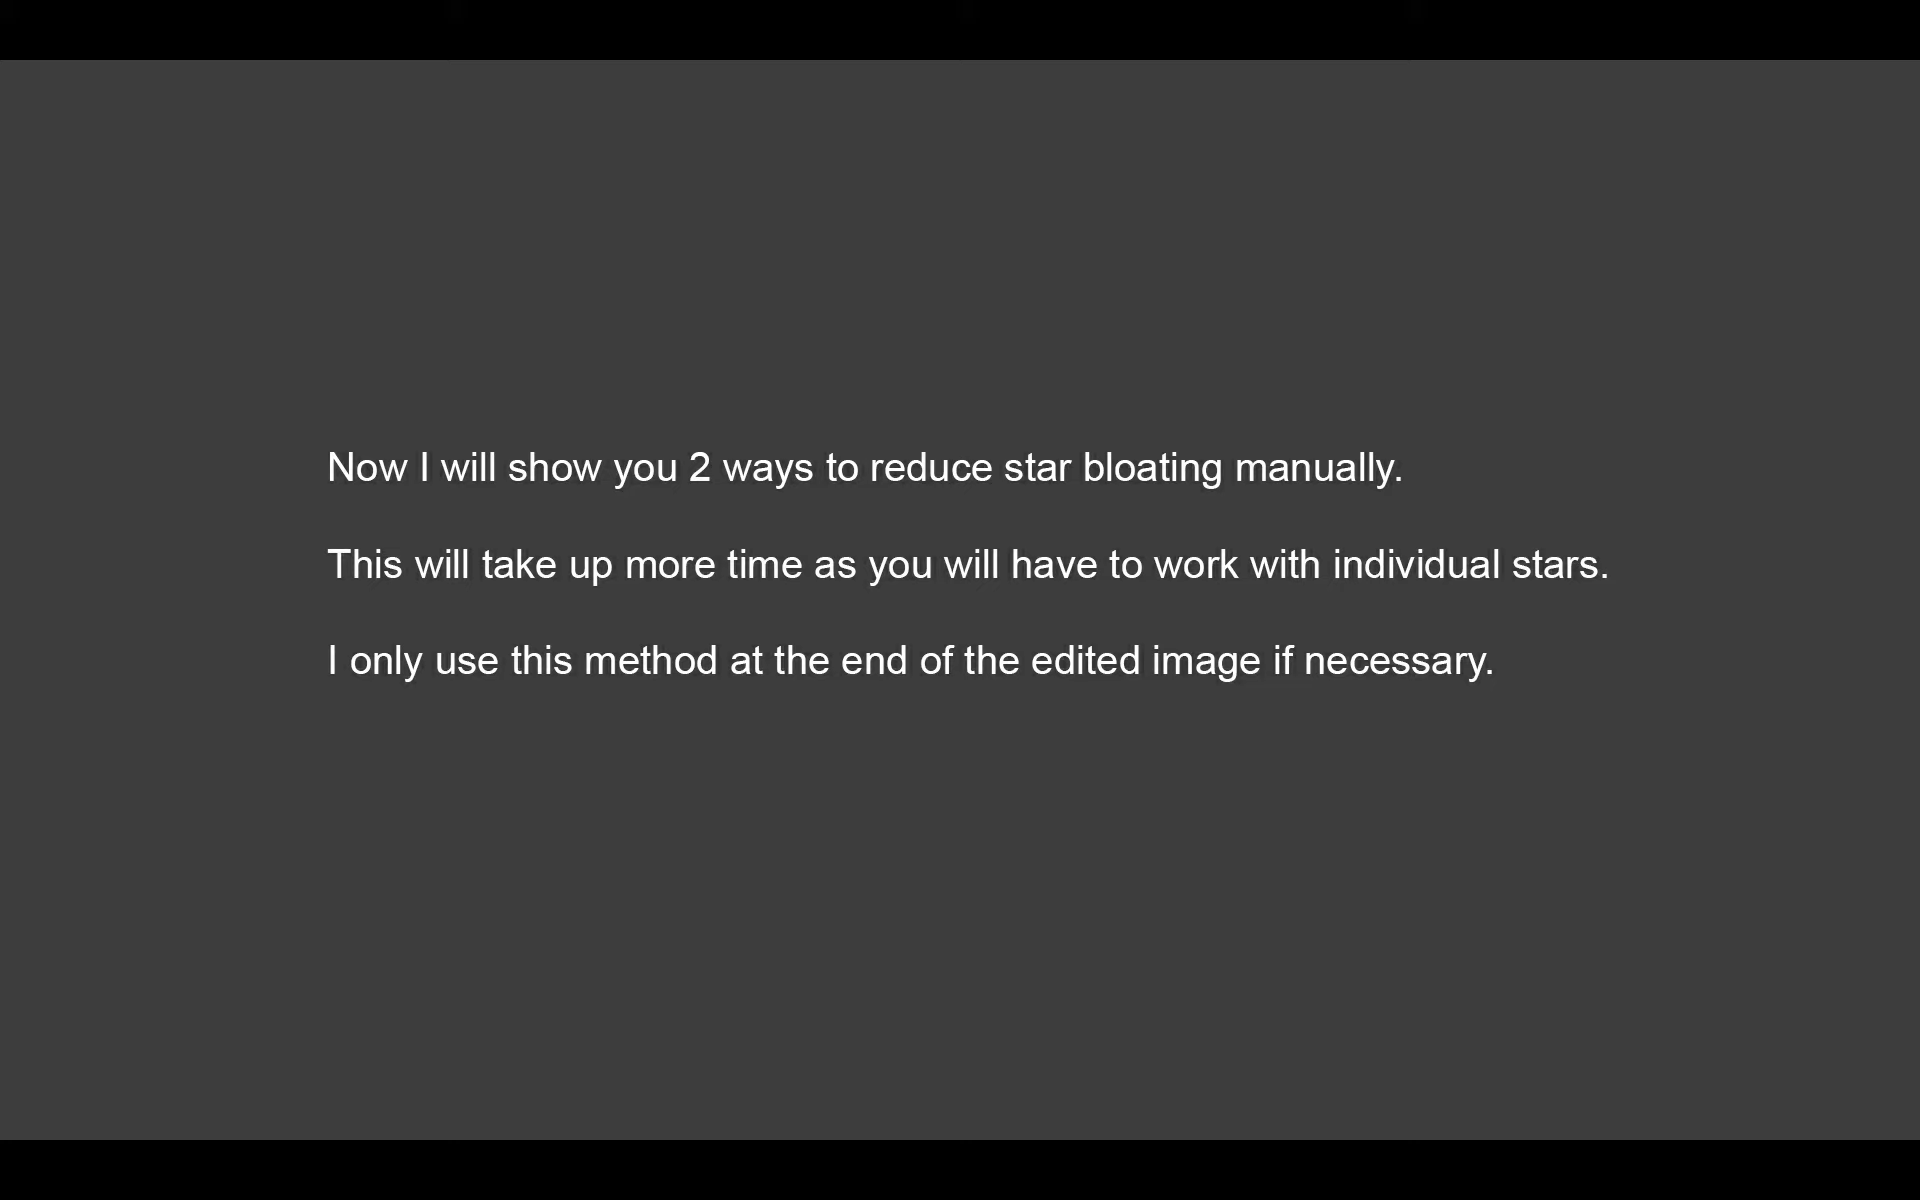 Now I will show you 2 ways to reduce star bloating manually.
This will take up more time as you will have to work with individual stars.
I only use this method at the end of the edited image if necessary.